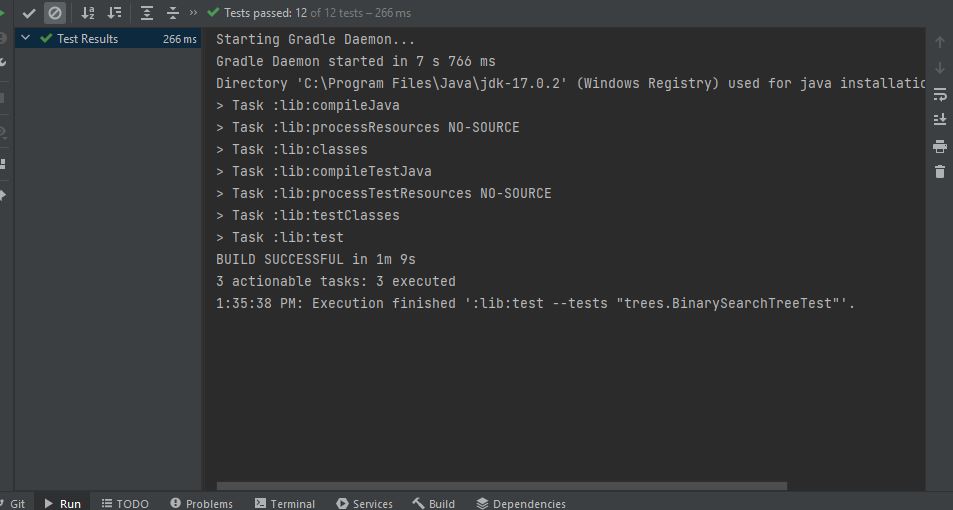 Tests passed: 12 of 12 tests – 266 ms
Test Results 266 ms
Starting Gradle Daemon...
Gradle Daemon started in 7 s 766 ms
Directory 'C:\Program Files\Java\jdk-17.0.2' (Windows Registry) used for java installatio
> Task :lib:compileJava
> Task :lib:processResources NO-SOURCE
> Task :lib:classes
> Task :lib:compileTestJava
> Task :lib:processTestResources NO-SOURCE
> Task :lib:testClasses
> Task :lib:test
BUILD SUCCESSFUL in 1m 9s
3 actionable tasks: 3 executed
1:35:38 PM: Execution finished ':lib:test --tests "trees.BinarySearchTreeTest"'.
Git Run TODO Problems Terminal Services Build Dependencies